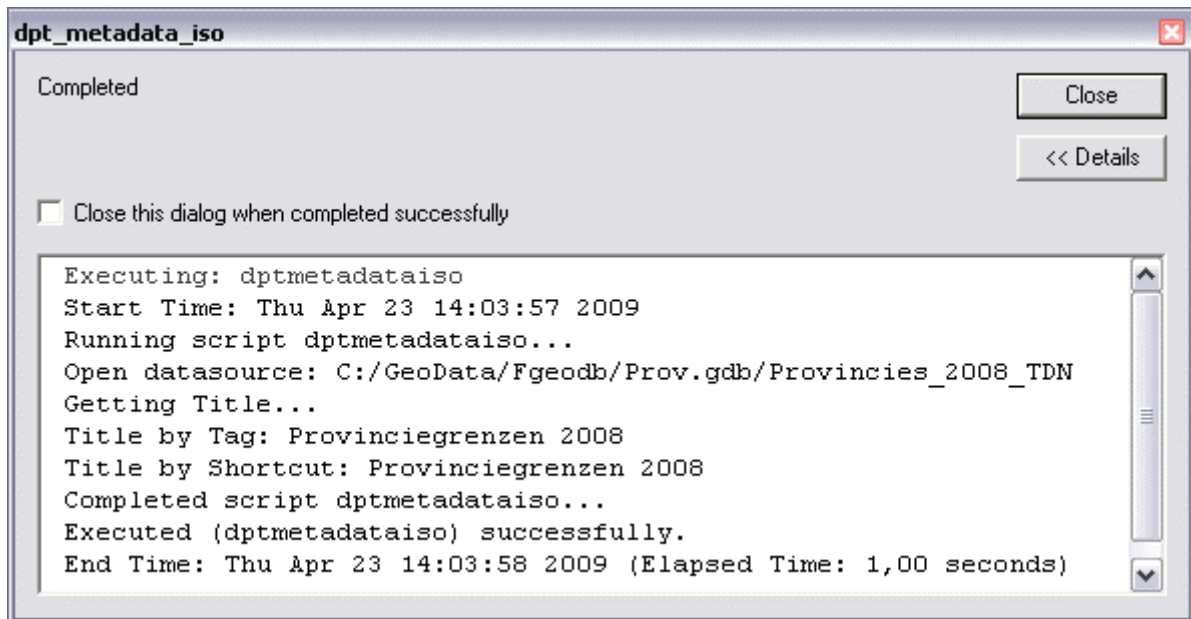 dpt_metadata_iso
Completed
Close
<< Details
Close this dialog when completed successfully
Executing: dptmetadataiso
Start Time: Thu Apr 23 14:03:57 2009
Running script dptmetadataiso...
Open datasource: C:/GeoData/Fgeodb/Prov.gdb/Provincies_2008_TDN
Getting Title...
Title by Tag: Provinciegrenzen 2008
Title by Shortcut: Provinciegrenzen 2008
Completed script dptmetadataiso...
Executed (dptmetadataiso) successfully.
End Time: Thu Apr 23 14:03:58 2009 (Elapsed Time: 1,00 seconds)